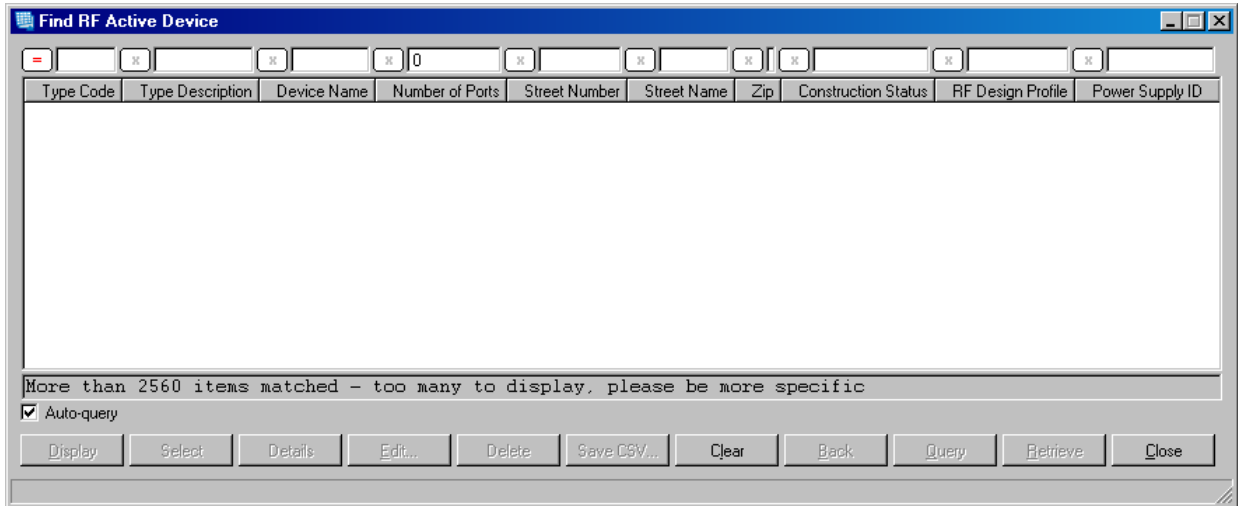 Find RF Active Device
= x x x 0 x x x x x x
Type Code Type Description Device Name Number of Ports Street Number Street Name Zip Construction Status RF Design Profile Power Supply ID
More than 2560 items matched - too many to display, please be more specific
Auto-query
Display Select Details Edit... Delete Save CSV... Clear Back Query Retrieve Close